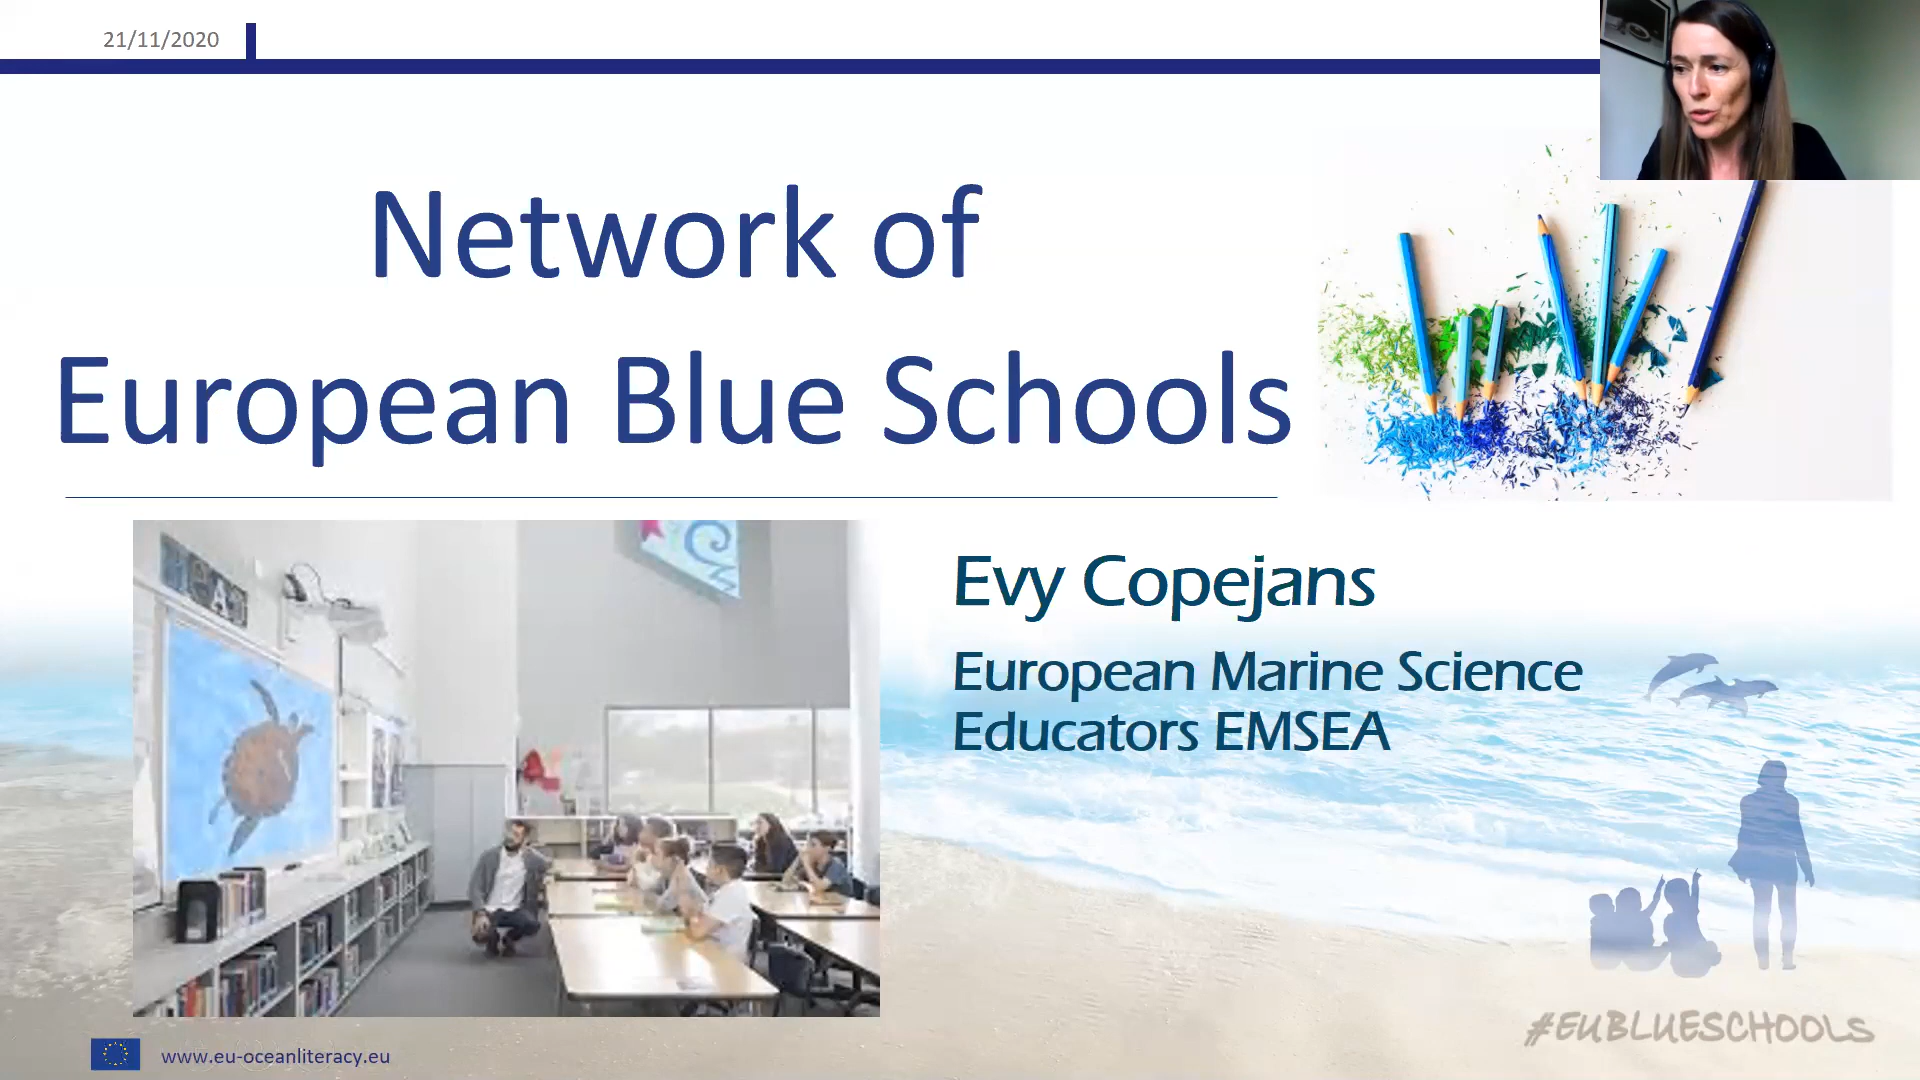 21/11/2020
Network of
European Blue Schools
Evy Copejans
European Marine Science
Educators EMSEA
#EUBLUESCHOOLS
www.eu-oceanliteracy.eu